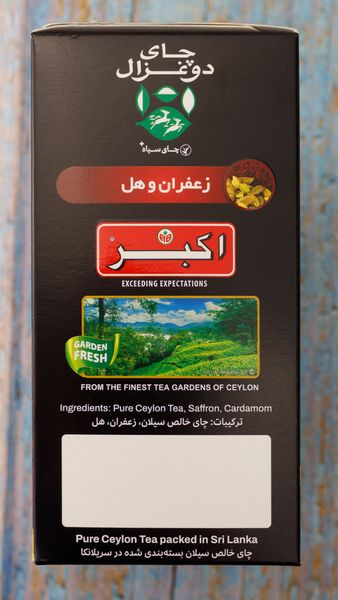 چای
دوغزال
چای سیاه
زعفران و هل
اکبر
EXCEEDING EXPECTATIONS
GARDEN
FRESH
FROM THE FINEST TEA GARDENS OF CEYLON
Ingredients: Pure Ceylon Tea, Saffron, Cardamom
ترکیبات: چای خالص سیلان، زعفران، هل
Pure Ceylon Tea packed in Sri Lanka
چای خالص سیلان بسته‌بندی شده در سریلانکا